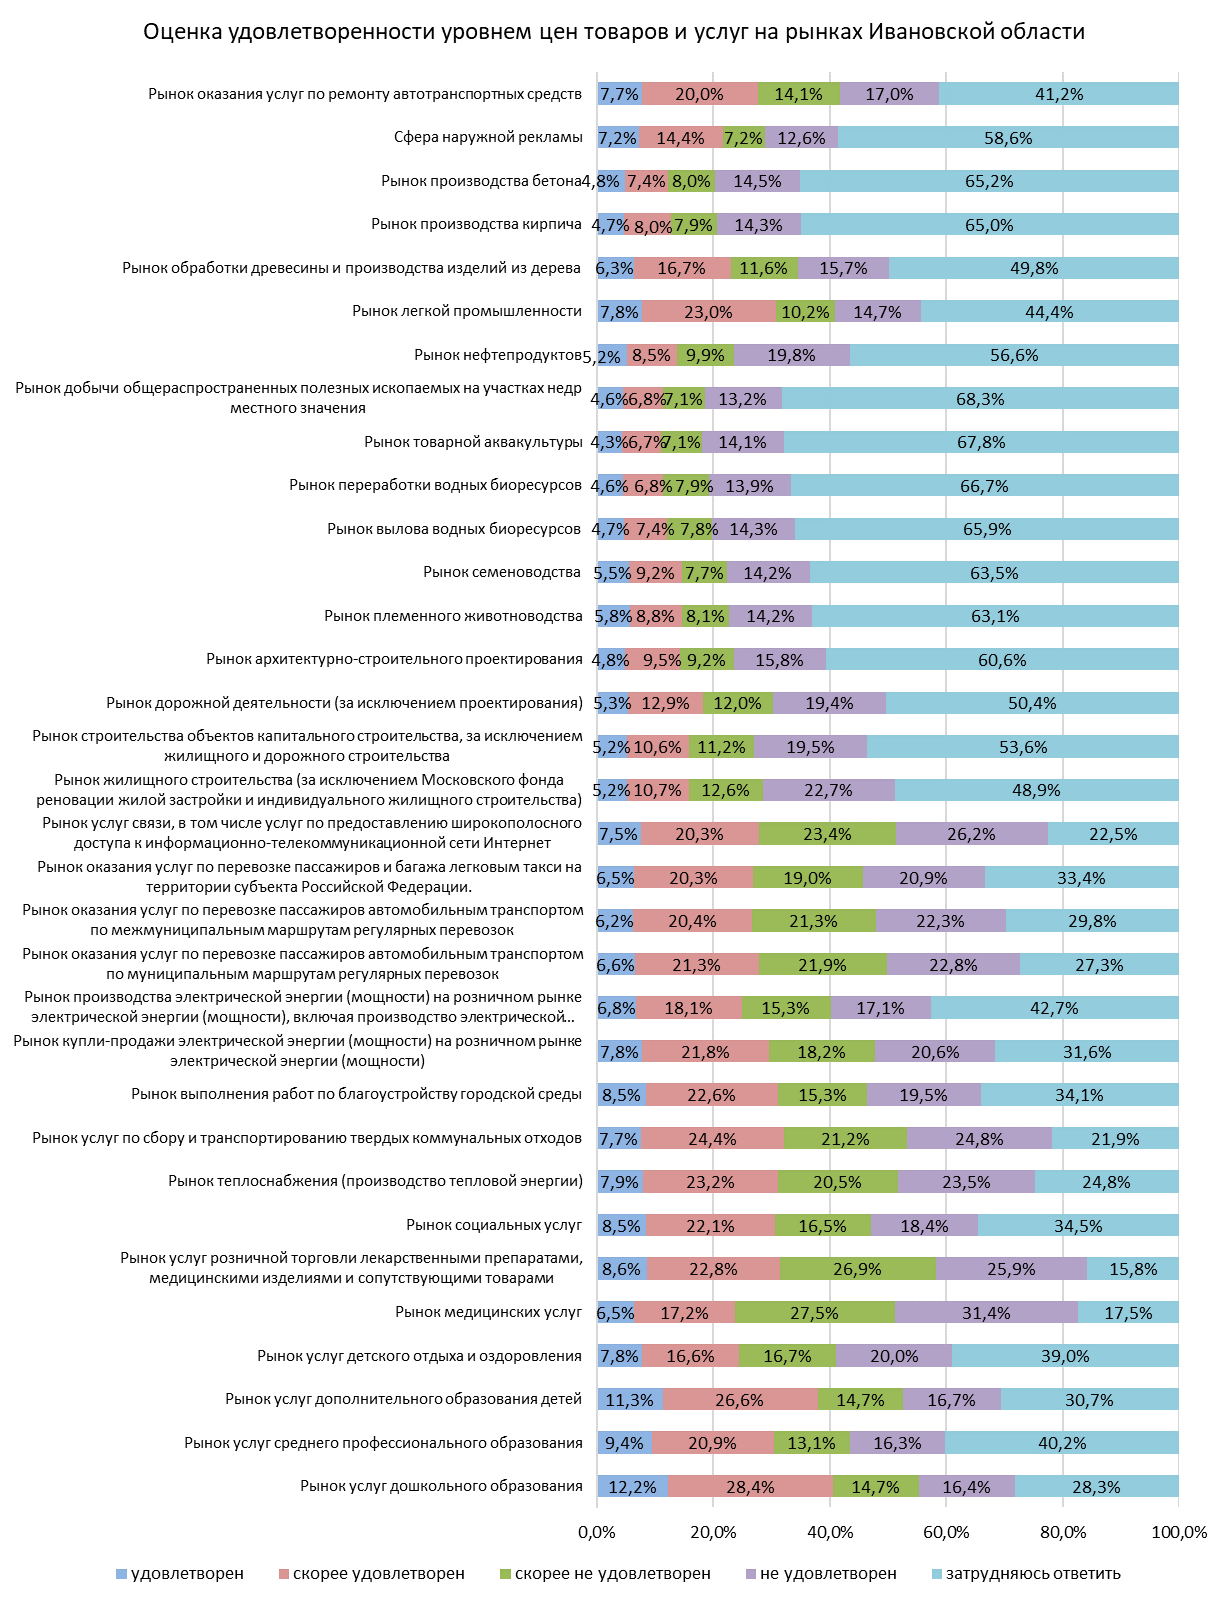 Оценка удовлетворенности уровнем цен товаров и услуг на рынках Ивановской области
Рынок оказания услуг по ремонту автотранспортных средств
7,7% 20,0% 14,1% 17,0% 41,2%
Сфера наружной рекламы
7,2% 14,4% 7,2% 12,6% 58,6%
Рынок производства бетона
4,8% 7,4% 8,0% 14,5% 65,2%
Рынок производства кирпича
4,7% 8,0% 7,9% 14,3% 65,0%
Рынок обработки древесины и производства изделий из дерева
6,3% 16,7% 11,6% 15,7% 49,8%
Рынок легкой промышленности
7,8% 23,0% 10,2% 14,7% 44,4%
Рынок нефтепродуктов
5,2% 8,5% 9,9% 19,8% 56,6%
Рынок добычи общераспространенных полезных ископаемых на участках недр
местного значения
4,6% 6,8% 7,1% 13,2% 68,3%
Рынок товарной аквакультуры
4,3% 6,7% 7,1% 14,1% 67,8%
Рынок переработки водных биоресурсов
4,6% 6,8% 7,9% 13,9% 66,7%
Рынок вылова водных биоресурсов
4,7% 7,4% 7,8% 14,3% 65,9%
Рынок семеноводства
5,5% 9,2% 7,7% 14,2% 63,5%
Рынок племенного животноводства
5,8% 8,8% 8,1% 14,2% 63,1%
Рынок архитектурно-строительного проектирования
4,8% 9,5% 9,2% 15,8% 60,6%
Рынок дорожной деятельности (за исключением проектирования)
5,3% 12,9% 12,0% 19,4% 50,4%
Рынок строительства объектов капитального строительства, за исключением
жилищного и дорожного строительства
5,2% 10,6% 11,2% 19,5% 53,6%
Рынок жилищного строительства (за исключением Московского фонда
реновации жилой застройки и индивидуального жилищного строительства)
5,2% 10,7% 12,6% 22,7% 48,9%
Рынок услуг связи, в том числе услуг по предоставлению широкополосного
доступа к информационно-телекоммуникационной сети Интернет
7,5% 20,3% 23,4% 26,2% 22,5%
Рынок оказания услуг по перевозке пассажиров и багажа легковым такси на
территории субъекта Российской Федерации.
6,5% 20,3% 19,0% 20,9% 33,4%
Рынок оказания услуг по перевозке пассажиров автомобильным транспортом
по межмуниципальным маршрутам регулярных перевозок
6,2% 20,4% 21,3% 22,3% 29,8%
Рынок оказания услуг по перевозке пассажиров автомобильным транспортом
по муниципальным маршрутам регулярных перевозок
6,6% 21,3% 21,9% 22,8% 27,3%
Рынок производства электрической энергии (мощности) на розничном рынке
электрической энергии (мощности), включая производство электрической...
6,8% 18,1% 15,3% 17,1% 42,7%
Рынок купли-продажи электрической энергии (мощности) на розничном рынке
электрической энергии (мощности)
7,8% 21,8% 18,2% 20,6% 31,6%
Рынок выполнения работ по благоустройству городской среды
8,5% 22,6% 15,3% 19,5% 34,1%
Рынок услуг по сбору и транспортированию твердых коммунальных отходов
7,7% 24,4% 21,2% 24,8% 21,9%
Рынок теплоснабжения (производство тепловой энергии)
7,9% 23,2% 20,5% 23,5% 24,8%
Рынок социальных услуг
8,5% 22,1% 16,5% 18,4% 34,5%
Рынок услуг розничной торговли лекарственными препаратами,
медицинскими изделиями и сопутствующими товарами
8,6% 22,8% 26,9% 25,9% 15,8%
Рынок медицинских услуг
6,5% 17,2% 27,5% 31,4% 17,5%
Рынок услуг детского отдыха и оздоровления
7,8% 16,6% 16,7% 20,0% 39,0%
Рынок услуг дополнительного образования детей
11,3% 26,6% 14,7% 16,7% 30,7%
Рынок услуг среднего профессионального образования
9,4% 20,9% 13,1% 16,3% 40,2%
Рынок услуг дошкольного образования
12,2% 28,4% 14,7% 16,4% 28,3%
0,0% 20,0% 40,0% 60,0% 80,0% 100,0%
удовлетворен скорее удовлетворен скорее не удовлетворен не удовлетворен затрудняюсь ответить